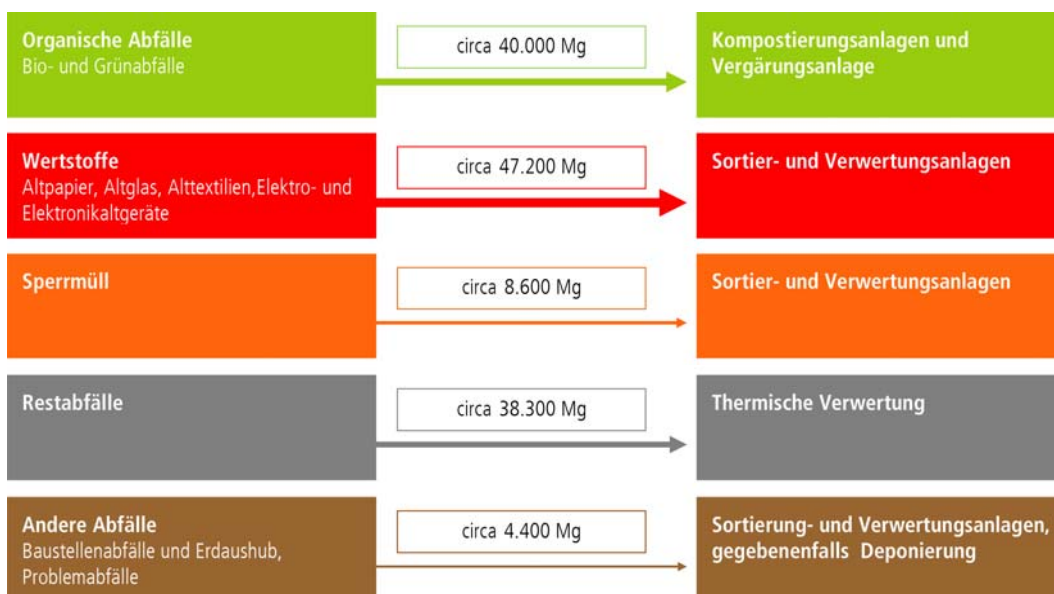 Organische Abfälle
Bio- und Grünabfälle
circa 40.000 Mg
Kompostierungsanlagen und
Vergärungsanlage
Wertstoffe
Altpapier, Altglas, Alttextilien,Elektro- und
Elektronikaltgeräte
circa 47.200 Mg
Sortier- und Verwertungsanlagen
Sperrmüll
circa 8.600 Mg
Sortier- und Verwertungsanlagen
Restabfälle
circa 38.300 Mg
Thermische Verwertung
Andere Abfälle
Baustellenabfälle und Erdaushub,
Problemabfälle
circa 4.400 Mg
Sortierung- und Verwertungsanlagen,
gegebenenfalls Deponierung